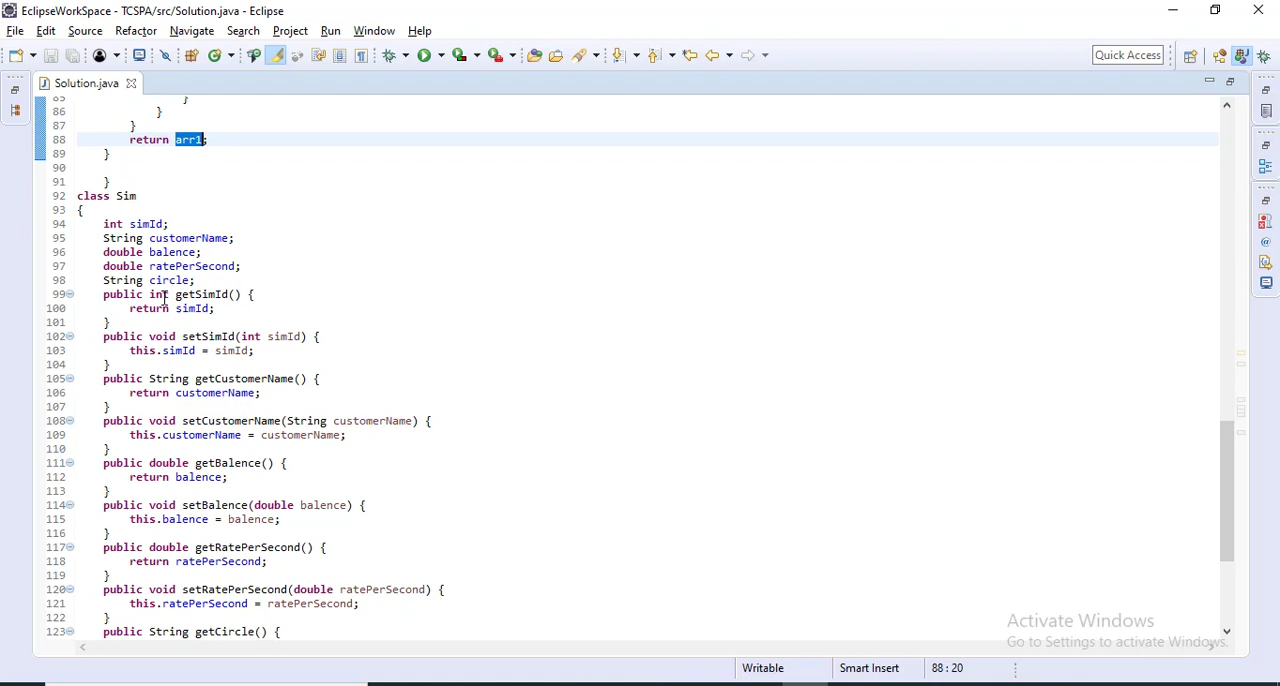 EclipseWorkSpace - TCSPA/src/Solution.java - Eclipse
File Edit Source Refactor Navigate Search Project Run Window Help
Quick Access
Solution.java
85 }
86 }
87 }
88 return arr1;
89 }
90
91 }
92 class Sim
93 {
94 int simId;
95 String customerName;
96 double balence;
97 double ratePerSecond;
98 String circle;
99 public int getSimId() {
100 return simId;
101 }
102 public void setSimId(int simId) {
103 this.simId = simId;
104 }
105 public String getCustomerName() {
106 return customerName;
107 }
108 public void setCustomerName(String customerName) {
109 this.customerName = customerName;
110 }
111 public double getBalence() {
112 return balence;
113 }
114 public void setBalence(double balence) {
115 this.balence = balence;
116 }
117 public double getRatePerSecond() {
118 return ratePerSecond;
119 }
120 public void setRatePerSecond(double ratePerSecond) {
121 this.ratePerSecond = ratePerSecond;
122 }
123 public String getCircle() {
Activate Windows
Go to Settings to activate Windows.
Writable Smart Insert 88 : 20